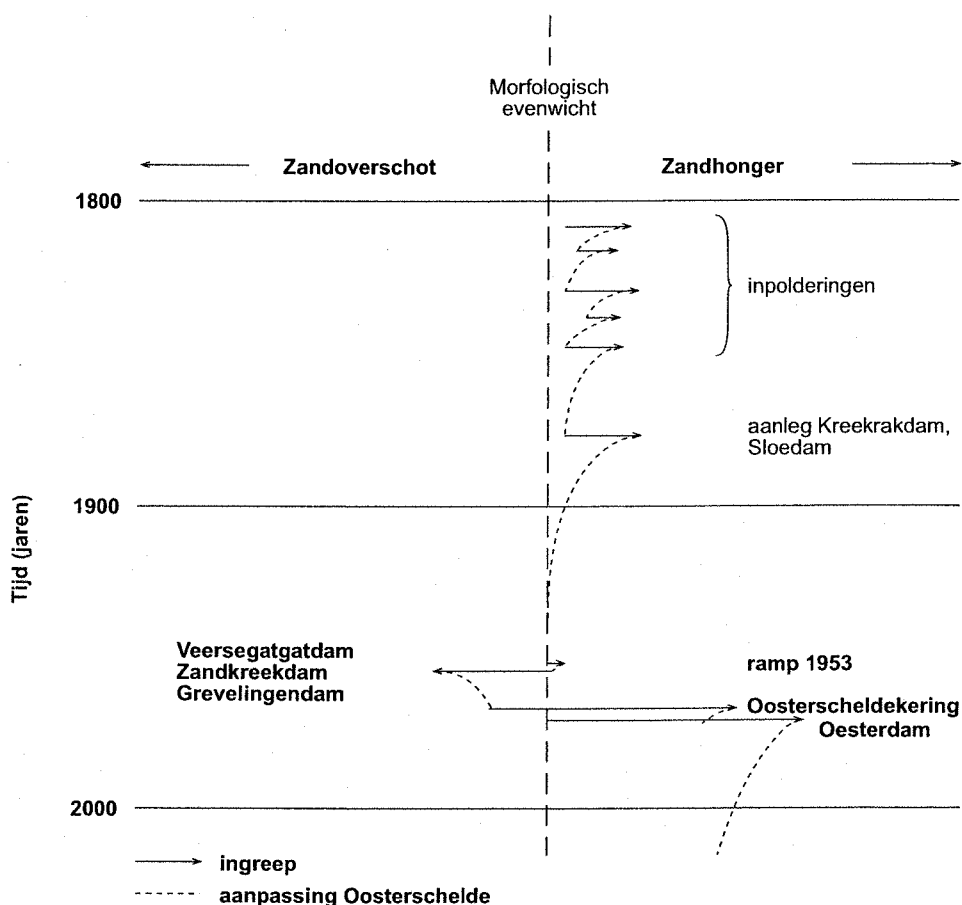 Morfologisch
evenwicht
Zandoverschot
Zandhonger
1800
inpolderingen
aanleg Kreekrakdam,
Sloedam
1900
Tijd (jaren)
Veersegatgatdam
Zandkreekdam
Grevelingendam
ramp 1953
Oosterscheldekering
Oesterdam
2000
ingreep
aanpassing Oosterschelde